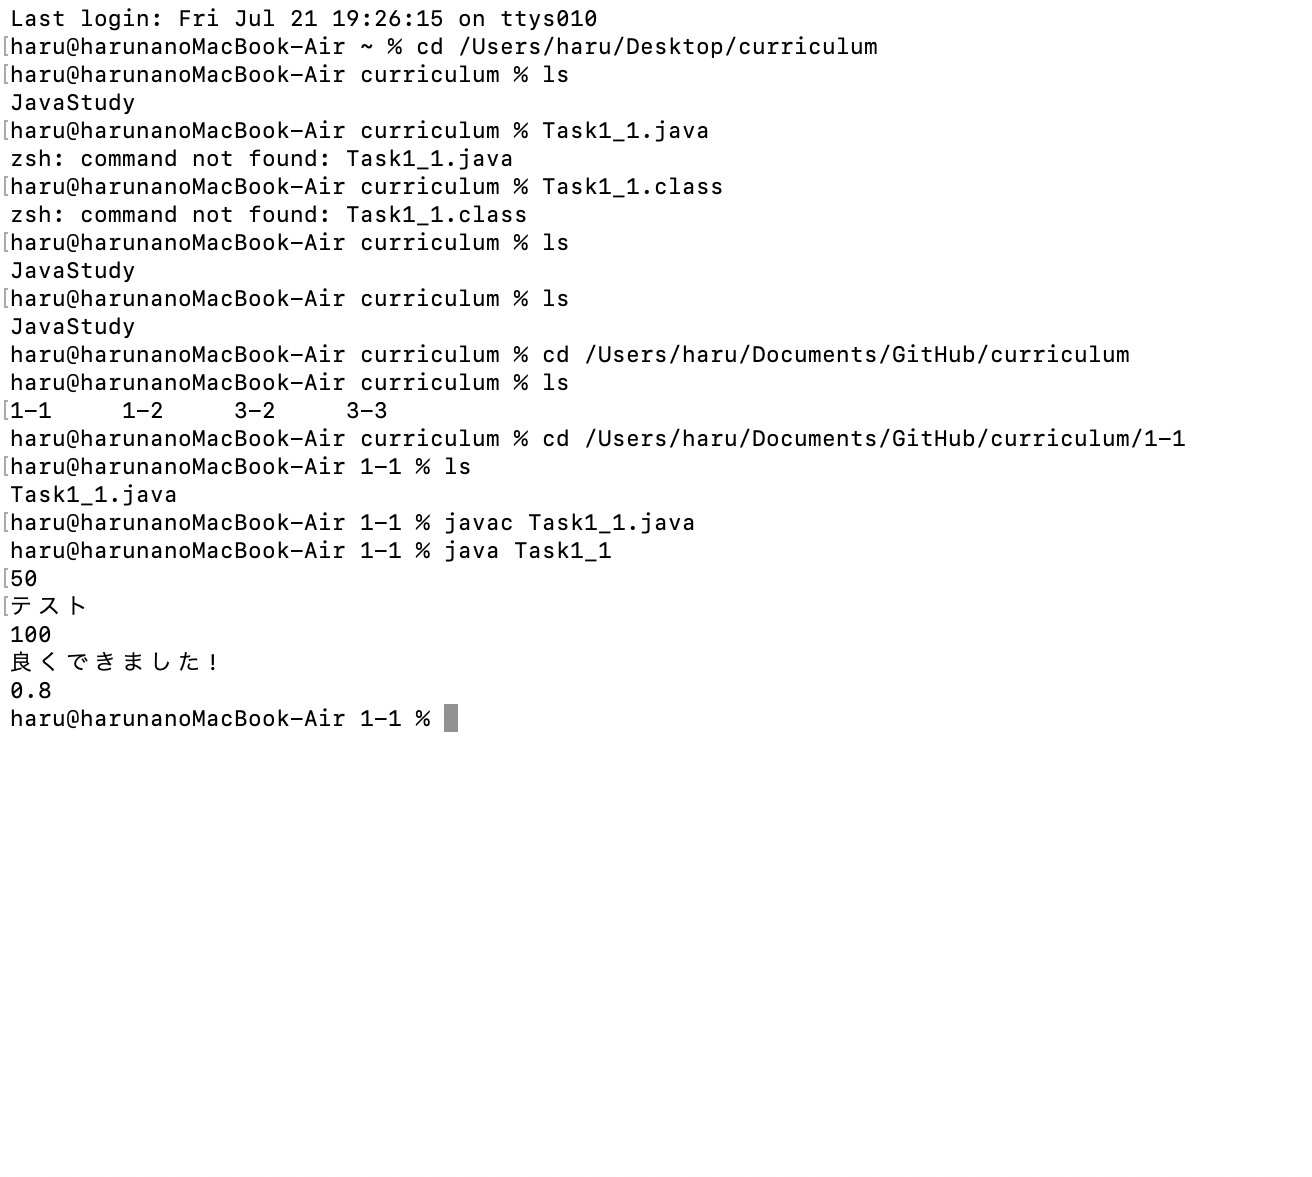 Last login: Fri Jul 21 19:26:15 on ttys010
[haru@harunanoMacBook-Air ~ % cd /Users/haru/Desktop/curriculum
[haru@harunanoMacBook-Air curriculum % ls
JavaStudy
[haru@harunanoMacBook-Air curriculum % Task1_1.java
zsh: command not found: Task1_1.java
[haru@harunanoMacBook-Air curriculum % Task1_1.class
zsh: command not found: Task1_1.class
[haru@harunanoMacBook-Air curriculum % ls
JavaStudy
[haru@harunanoMacBook-Air curriculum % ls
JavaStudy
haru@harunanoMacBook-Air curriculum % cd /Users/haru/Documents/GitHub/curriculum
haru@harunanoMacBook-Air curriculum % ls
[1-1     1-2     3-2     3-3
haru@harunanoMacBook-Air curriculum % cd /Users/haru/Documents/GitHub/curriculum/1-1
[haru@harunanoMacBook-Air 1-1 % ls
Task1_1.java
[haru@harunanoMacBook-Air 1-1 % javac Task1_1.java
haru@harunanoMacBook-Air 1-1 % java Task1_1
[50
[テスト
100
良くできました!
0.8
haru@harunanoMacBook-Air 1-1 %